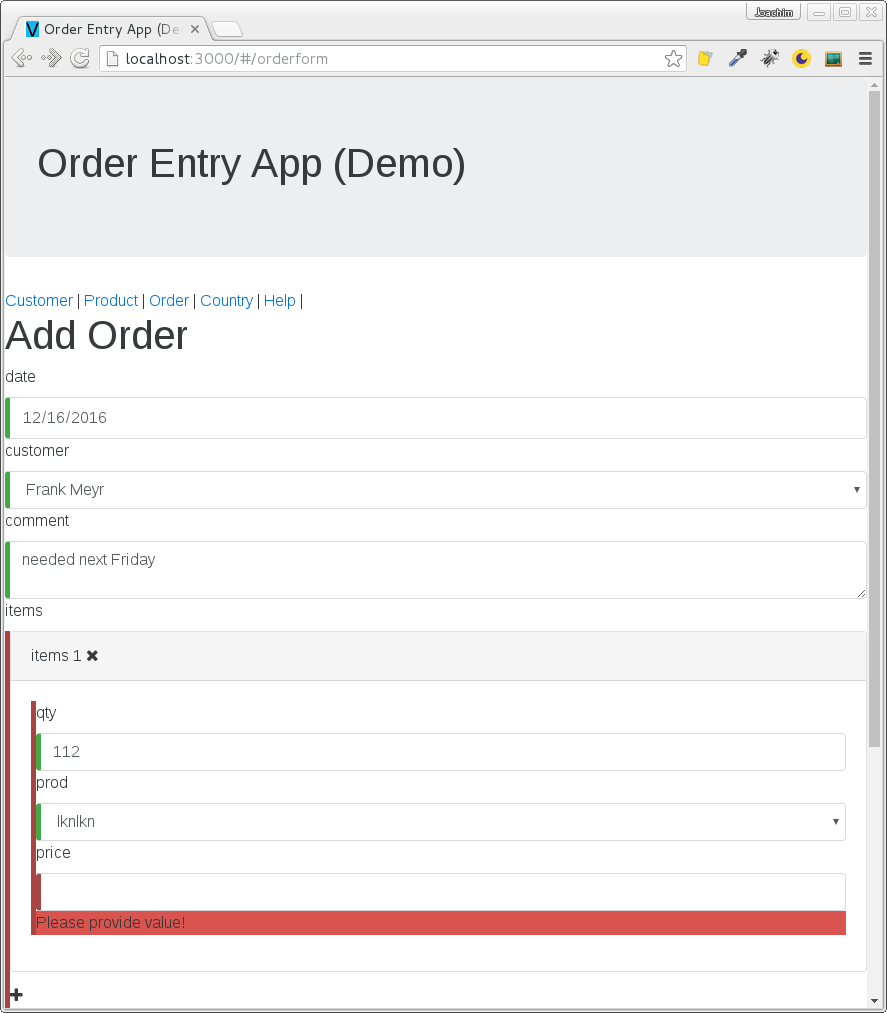 Joachim
Order Entry App (De
localhost:3000/#/orderform
Order Entry App (Demo)
Customer | Product | Order | Country | Help |
Add Order
date
12/16/2016
customer
Frank Meyr
comment
needed next Friday
items
items 1 ✖
qty
112
prod
lknlkn
price
Please provide value!